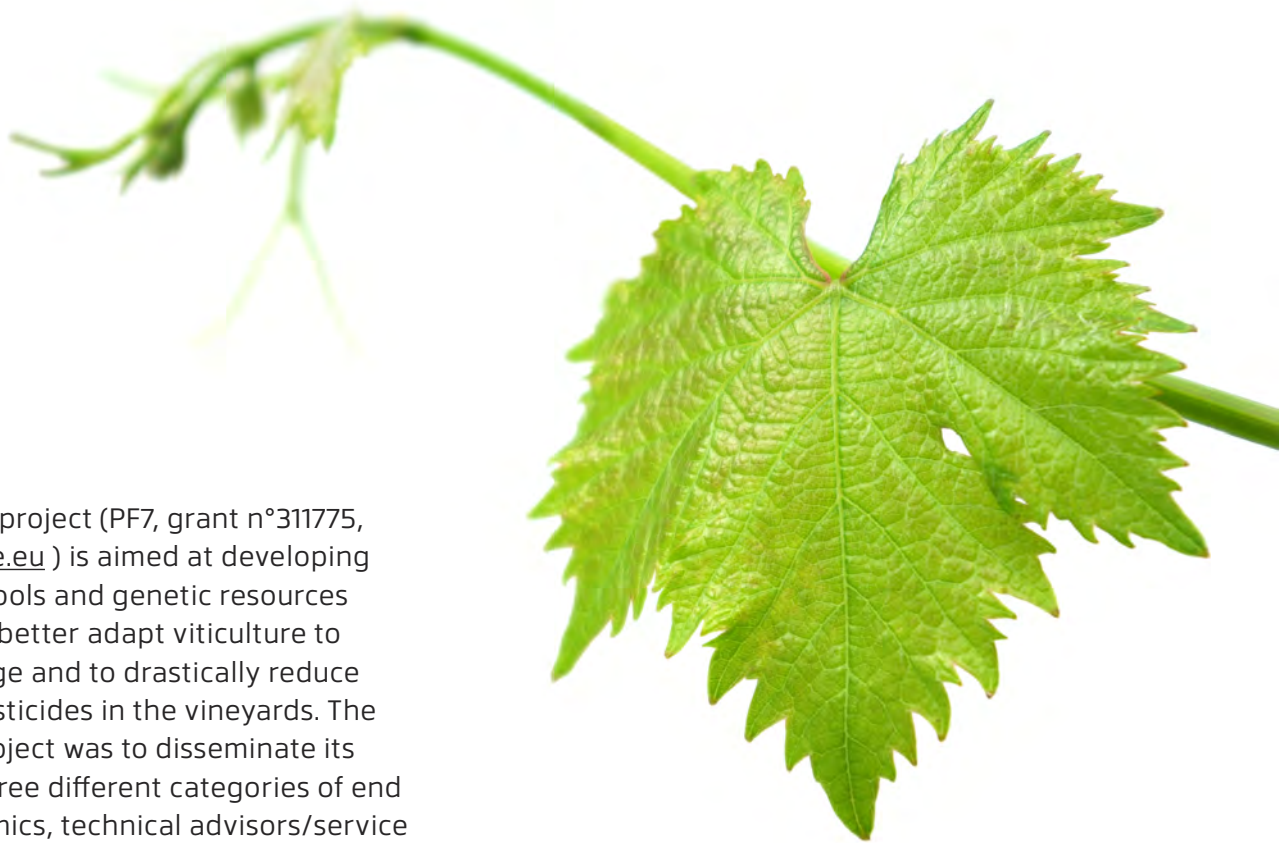 project (PF7, grant n°311775,
e.eu ) is aimed at developing
ools and genetic resources
better adapt viticulture to
ge and to drastically reduce
sticides in the vineyards. The
oject was to disseminate its
ree different categories of end
nics, technical advisors/service